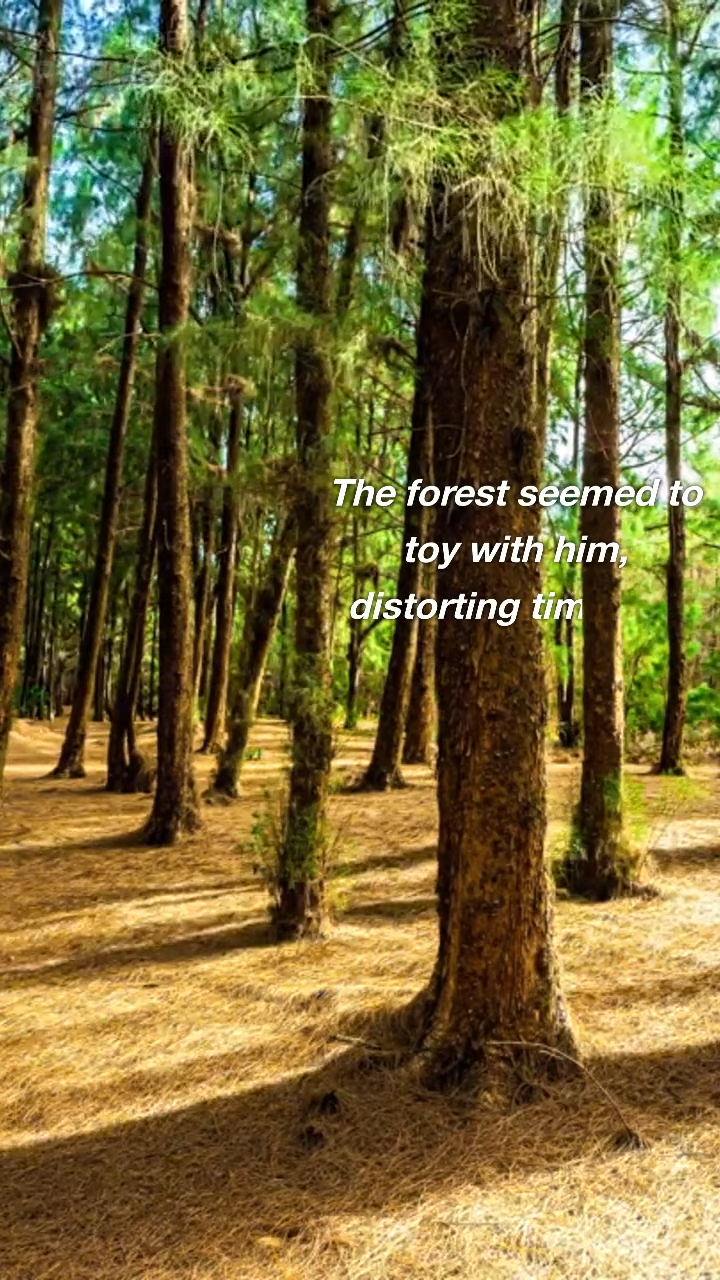 The forest seemed to
toy with him,
distorting tim